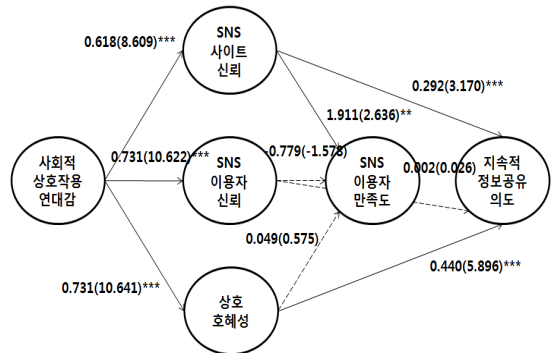 SNS
사이트
신뢰
0.618(8.609)***
0.292(3.170)***
1.911(2.636)**
사회적
상호작용
연대감
0.731(10.622)***
SNS
이용자
신뢰
-0.779(-1.578)
SNS
이용자
만족도
0.002(0.026)
지속적
정보공유
의도
0.049(0.575)
0.731(10.641)***
상호
호혜성
0.440(5.896)***